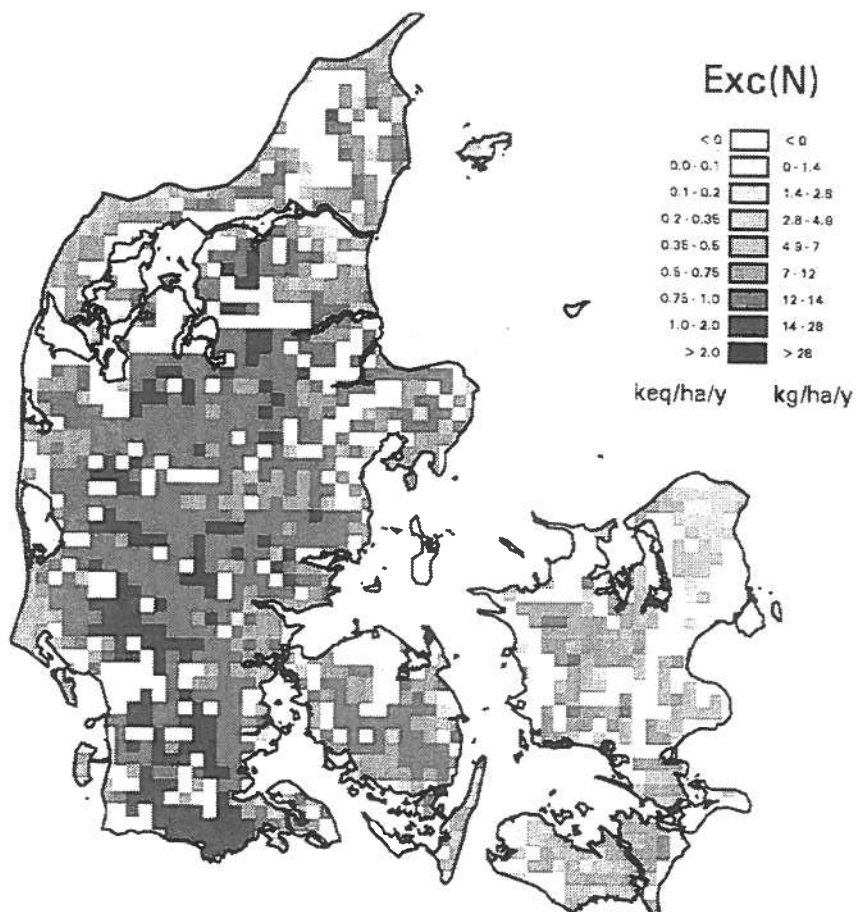 Exc(N)
< 0 < 0
0.0 - 0.1 0 - 1.4
0.1 - 0.2 1.4 - 2.8
0.2 - 0.35 2.8 - 4.9
0.35 - 0.5 4.9 - 7
0.5 - 0.75 7 - 12
0.75 - 1.0 12 - 14
1.0 - 2.0 14 - 28
> 2.0 > 28
keq/ha/y kg/ha/y